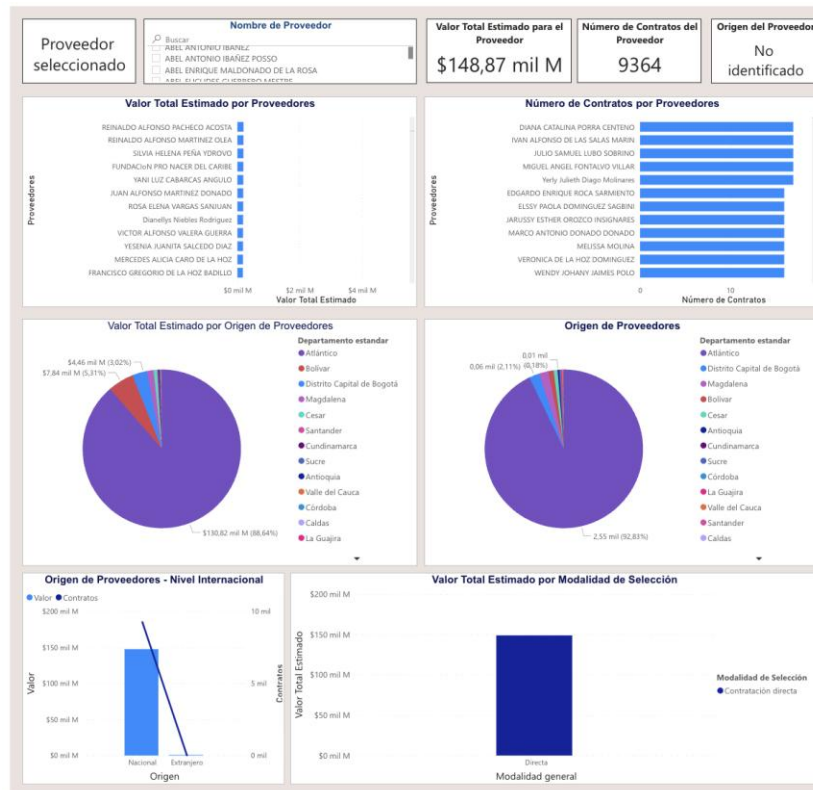 Proveedor
seleccionado
Nombre de Proveedor
Buscar
ABEL ANTONIO IBAÑEZ
ABEL ANTONIO IBAÑEZ POSSO
ABEL ENRIQUE MALDONADO DE LA ROSA
Valor Total Estimado para el
Proveedor
$148,87 mil M
Número de Contratos del
Proveedor
9364
Origen del Proveedor
No
identificado
Valor Total Estimado por Proveedores
Proveedores
REINALDO ALFONSO PACHECO ACOSTA
REINALDO ALFONSO MARTINEZ OLEA
SILVIA HELENA PEÑA YDROVO
FUNDACIoN PRO NACER DEL CARIBE
YANI LUZ CABARCAS ANGULO
JUAN ALFONSO MARTINEZ DONADO
ROSA ELENA VARGAS SANJUAN
Dianellys Niebles Rodriguez
VICTOR ALFONSO VALERA GUERRA
YESENIA JUANITA SALCEDO DIAZ
MERCEDES ALICIA CARO DE LA HOZ
FRANCISCO GREGORIO DE LA HOZ BADILLO
$0 mil M $2 mil M $4 mil M
Valor Total Estimado
Número de Contratos por Proveedores
Proveedores
DIANA CATALINA PORRA CENTENO
IVAN ALFONSO DE LAS SALAS MARIN
JULIO SAMUEL LUBO SOBRINO
MIGUEL ANGEL FONTALVO VILLAR
Yerly Julieth Diago Molinares
EDGARDO ENRIQUE ROCA SARMIENTO
ELSSY PAOLA DOMINGUEZ SAGBINI
JARUSSY ESTHER OROZCO INSIGNARES
MARCO ANTONIO DONADO DONADO
MELISSA MOLINA
VERONICA DE LA HOZ DOMINGUEZ
WENDY JOHANY JAIMES POLO
0 10
Número de Contratos
Valor Total Estimado por Origen de Proveedores
$4,46 mil M (3,02%)
$7,84 mil M (5,31%)
$130,82 mil M (88,64%)
Departamento estandar
Atlántico
Bolívar
Distrito Capital de Bogotá
Magdalena
Cesar
Santander
Cundinamarca
Sucre
Antioquia
Valle del Cauca
Córdoba
Caldas
La Guajira
Origen de Proveedores
0,01 mil
0,06 mil (2,11%) (0,18%)
2,55 mil (92,83%)
Departamento estandar
Atlántico
Distrito Capital de Bogotá
Magdalena
Bolívar
Cesar
Antioquia
Cundinamarca
Sucre
Córdoba
La Guajira
Valle del Cauca
Santander
Caldas
Origen de Proveedores - Nivel Internacional
Valor Contratos
$200 mil M 10 mil
$150 mil M
$100 mil M 5 mil
$50 mil M
$0 mil M 0 mil
Valor
Contratos
Nacional Extranjero
Origen
Valor Total Estimado por Modalidad de Selección
$200 mil M
$150 mil M
$100 mil M
$50 mil M
$0 mil M
Valor Total Estimado
Directa
Modalidad general
Modalidad de Selección
Contratación directa